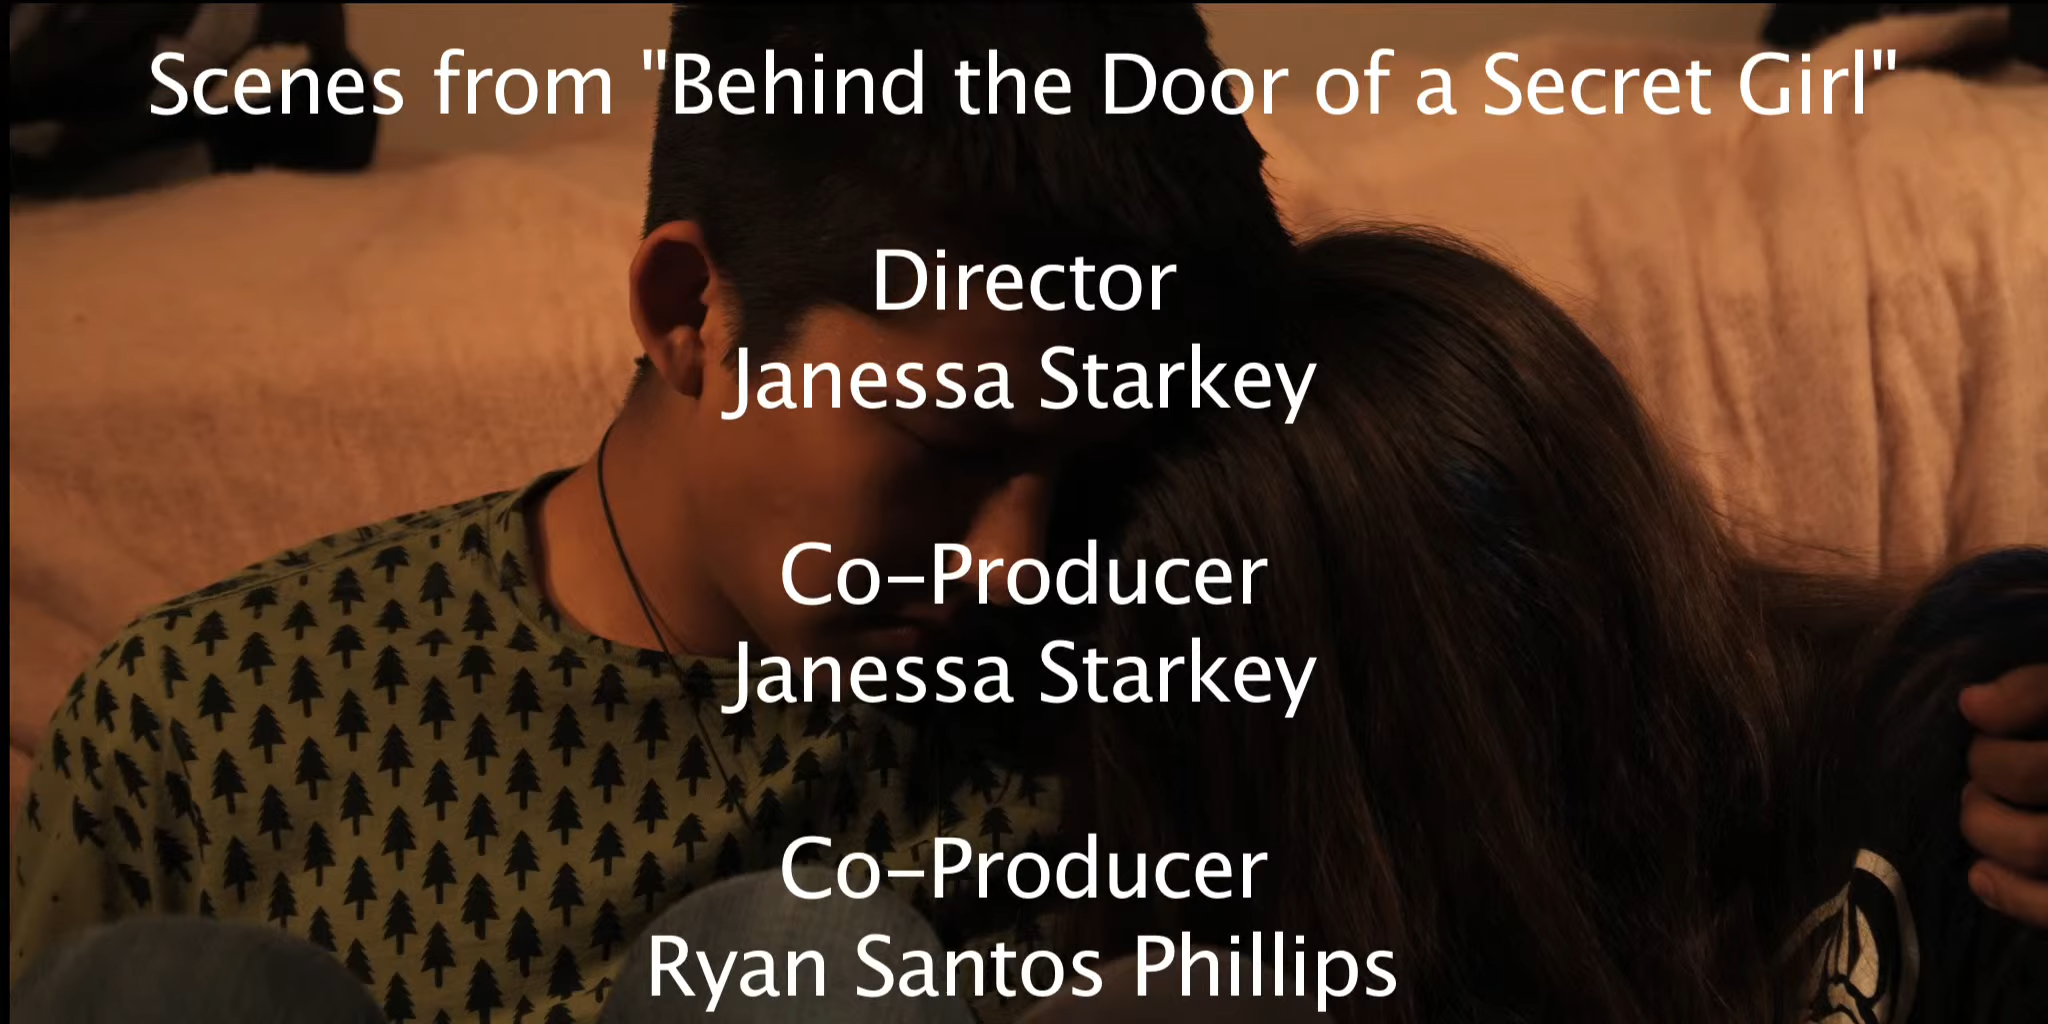 Scenes from "Behind the Door of a Secret Girl"
Director
Janessa Starkey
Co-Producer
Janessa Starkey
Co-Producer
Ryan Santos Phillips